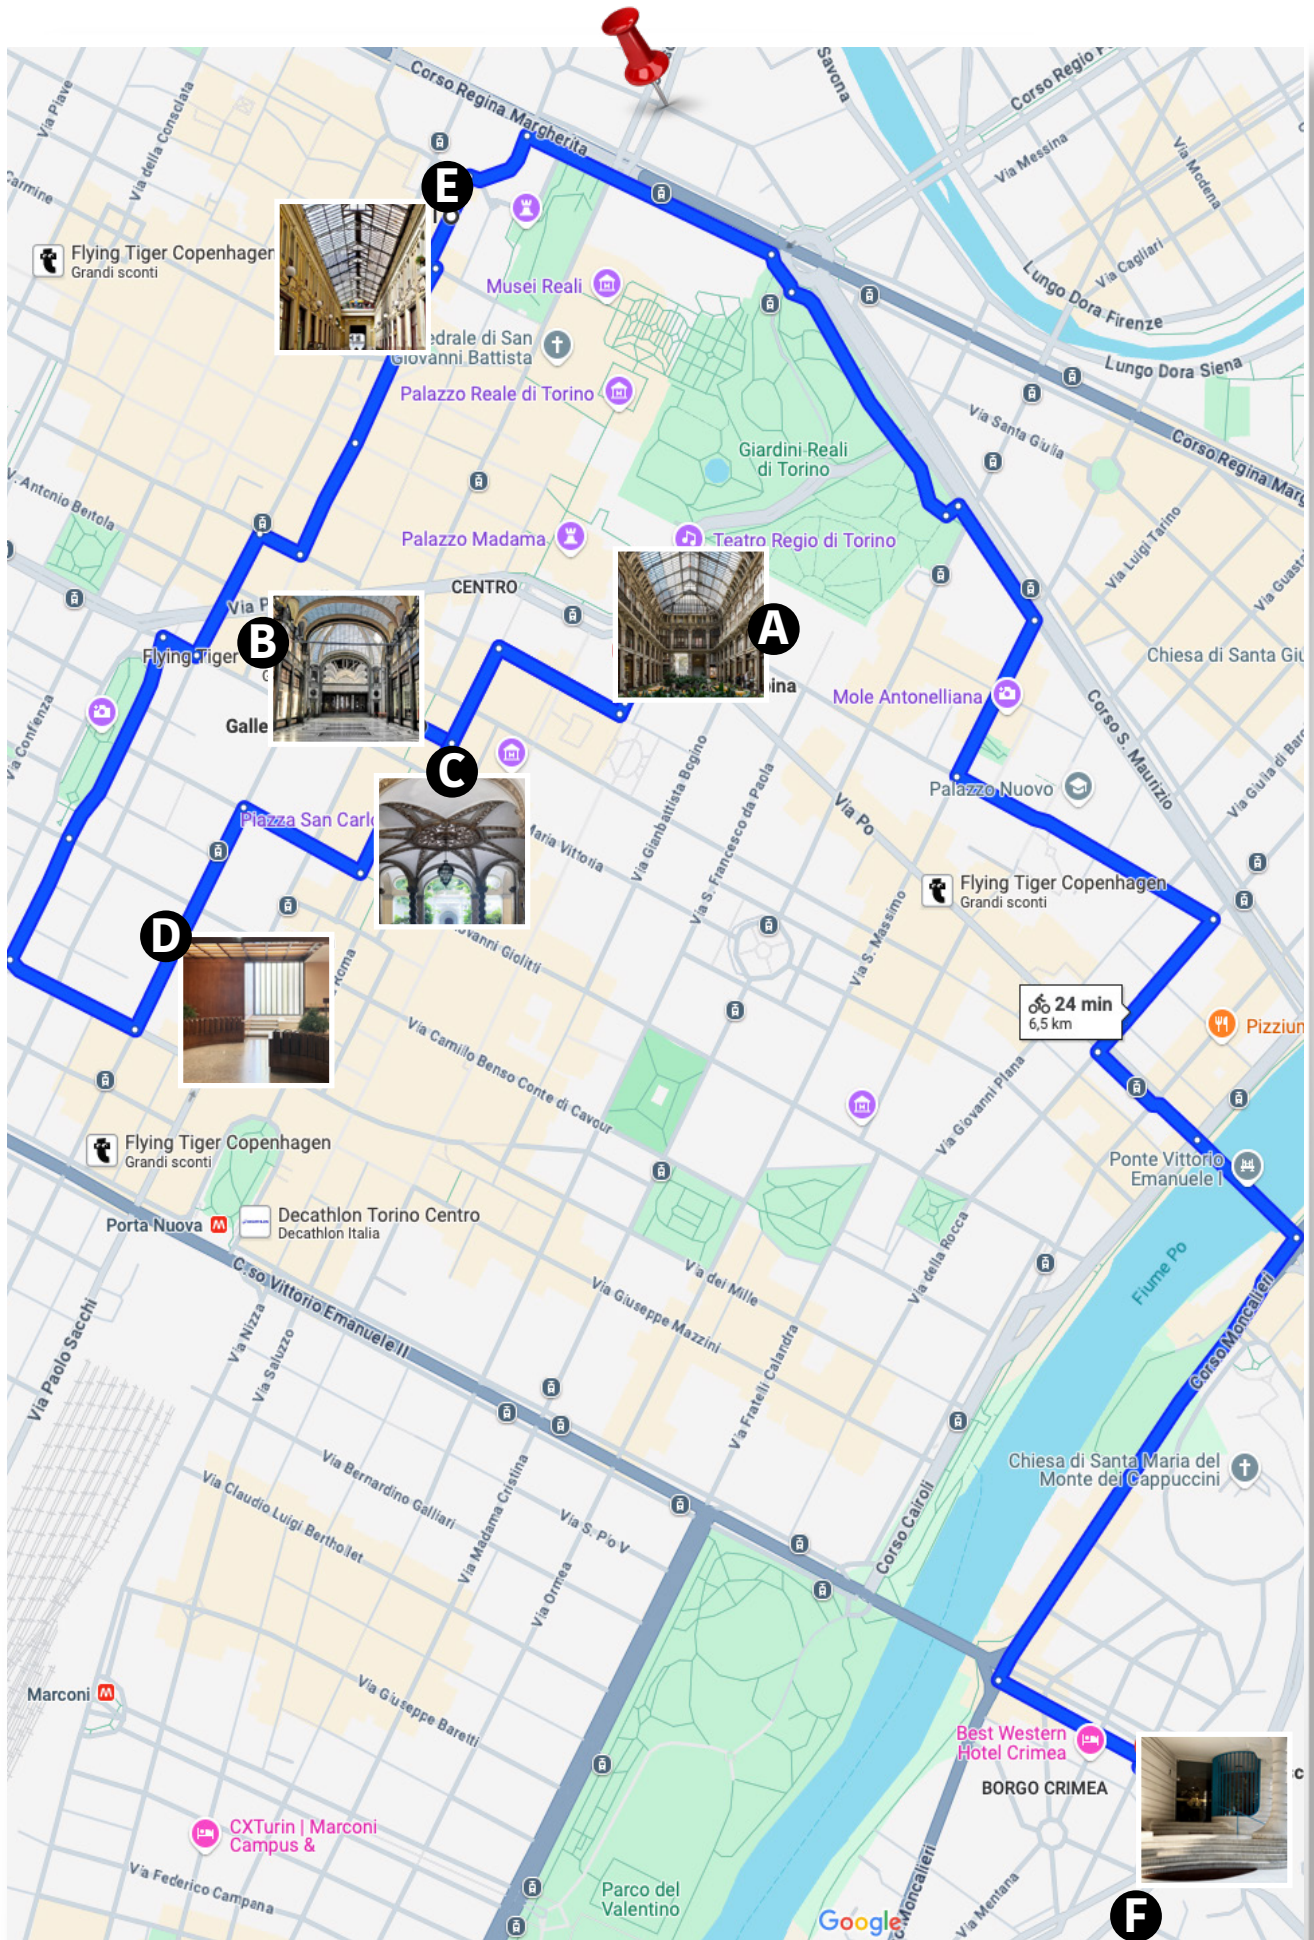 Corso Regina Margherita
Savona
Corso Regio P
Via Piave
Via della Consolata
Via Messina
Via Modena
Carmine
E
Flying Tiger Copenhagen
Grandi sconti
Musei Reali
Via Cagliari
Lungo Dora Firenze
edrale di San
Giovanni Battista
Lungo Dora Siena
Palazzo Reale di Torino
Via Santa Giulia
Corso Regina Marg
Giardini Reali
di Torino
V. Antonio Bertola
Palazzo Madama
Teatro Regio di Torino
Via Luigi Tarino
CENTRO
Via Guast
Via P
B
A
Flying Tiger
G
Chiesa di Santa Giu
ina
Mole Antonelliana
Galle
Via Confienza
C
Corso S. Maurizio
Via Giulia di Bar
Palazzo Nuovo
Piazza San Carlo
Maria Vittoria
Via Gianbattista Bogino
Via S. Francesco da Paola
Via Po
Flying Tiger Copenhagen
Grandi sconti
D
ovanni Giolitti
Via S. Massimo
Roma
24 min
6,5 km
Pizzium
Via Camillo Benso Conte di Cavour
Via Giovanni Plana
Flying Tiger Copenhagen
Grandi sconti
Ponte Vittorio
Emanuele I
Porta Nuova
M
Decathlon Torino Centro
Decathlon Italia
Via della Rocca
Fiume Po
C.so Vittorio Emanuele II
Via dei Mille
Via Giuseppe Mazzini
Corso Moncalieri
Via Paolo Sacchi
Via Nizza
Via Saluzzo
Via Fratelli Calandra
Chiesa di Santa Maria del
Monte dei Cappuccini
Via Bernardino Galliari
Via Claudio Luigi Berthollet
Via Madama Cristina
Via S. Pio V
Corso Cairoli
Via Ormea
Marconi
M
Via Giuseppe Baretti
Best Western
Hotel Crimea
BORGO CRIMEA
CXTurin | Marconi
Campus &
Via Federico Campana
Parco del
Valentino
Google
o Moncalieri
Via Mentana
F